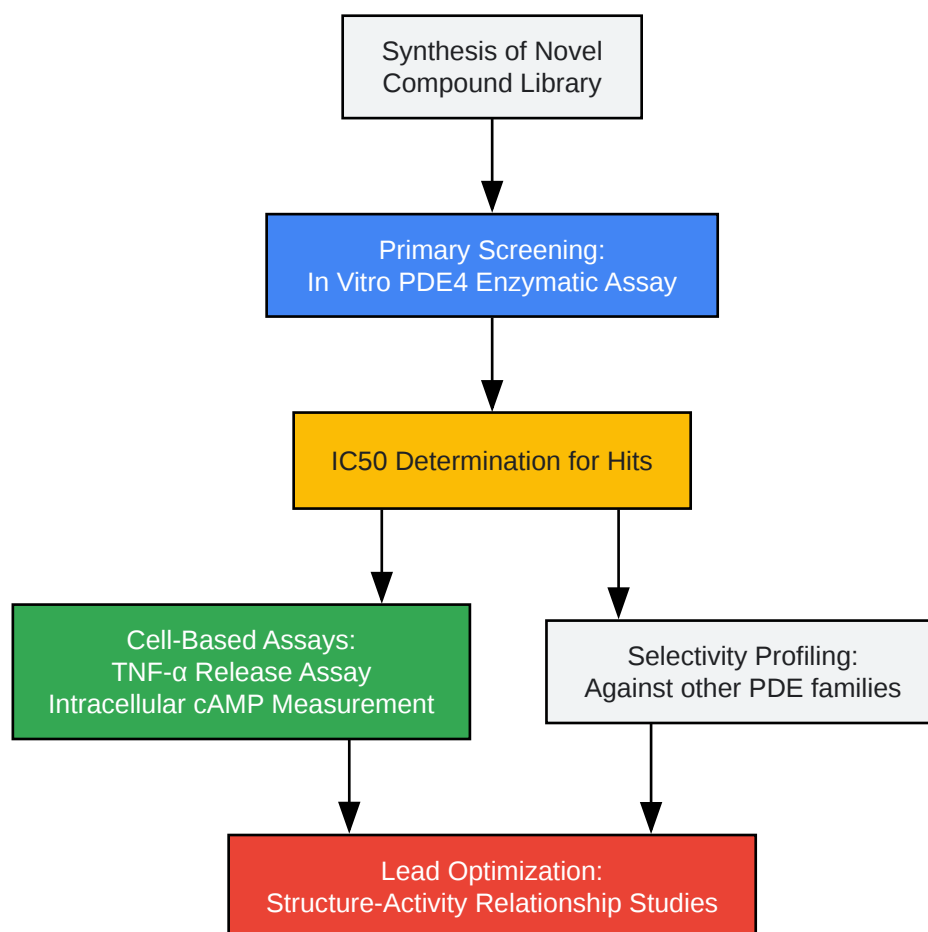 Synthesis of Novel
Compound Library
Primary Screening:
In Vitro PDE4 Enzymatic Assay
IC50 Determination for Hits
Cell-Based Assays:
TNF-α Release Assay
Intracellular cAMP Measurement
Selectivity Profiling:
Against other PDE families
Lead Optimization:
Structure-Activity Relationship Studies